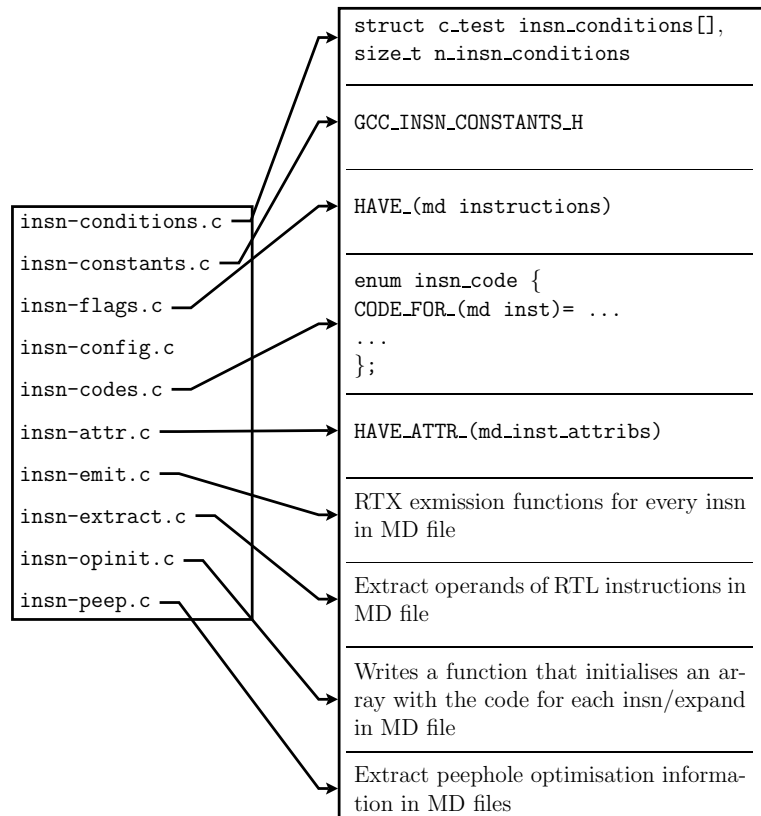 insn-conditions.c
insn-constants.c
insn-flags.c
insn-config.c
insn-codes.c
insn-attr.c
insn-emit.c
insn-extract.c
insn-opinit.c
insn-peep.c
struct c_test insn_conditions[],
size_t n_insn_conditions
GCC_INSN_CONSTANTS_H
HAVE_(md instructions)
enum insn_code {
CODE_FOR_(md inst)= ...
...
};
HAVE_ATTR_(md_inst_attribs)
RTX exmission functions for every insn
in MD file
Extract operands of RTL instructions in
MD file
Writes a function that initialises an ar-
ray with the code for each insn/expand
in MD file
Extract peephole optimisation informa-
tion in MD files